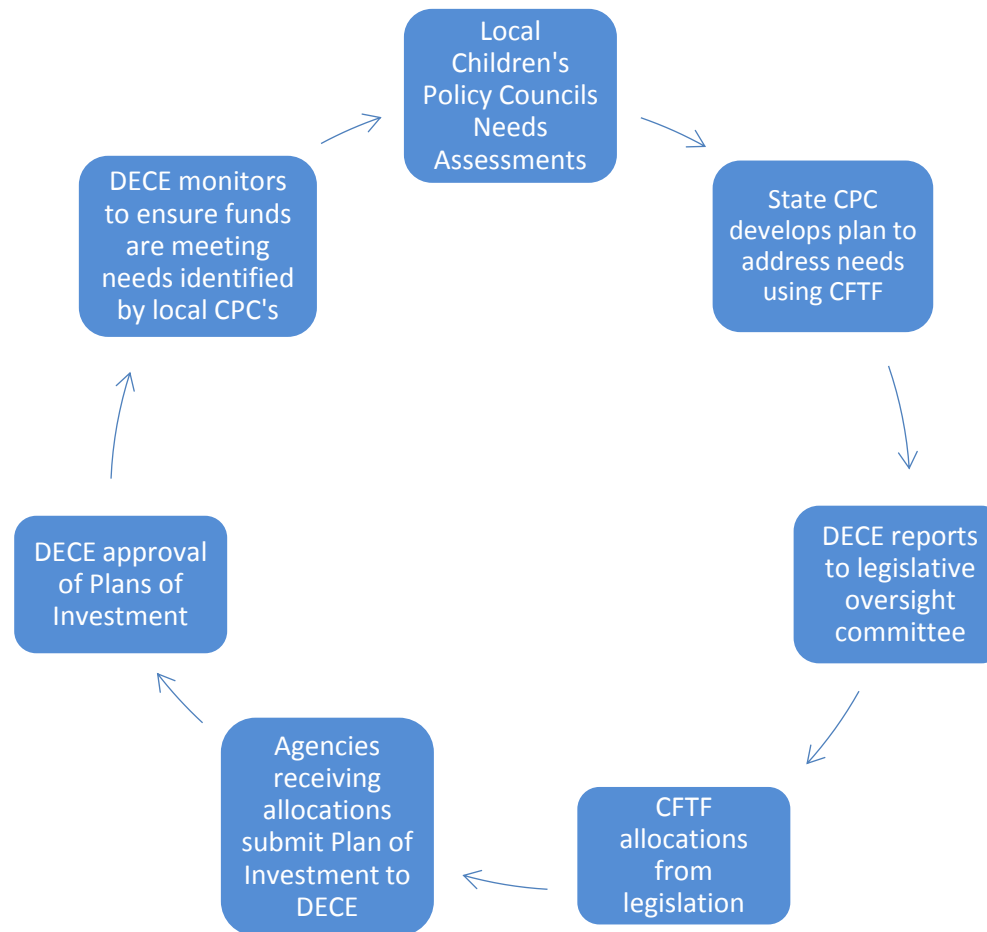 Local
Children's
Policy Councils
Needs
Assessments
State CPC
develops plan to
address needs
using CFTF
DECE reports
to legislative
oversight
committee
CFTF
allocations
from
legislation
Agencies
receiving
allocations
submit Plan of
Investment to
DECE
DECE approval
of Plans of
Investment
DECE monitors
to ensure funds
are meeting
needs identified
by local CPC's